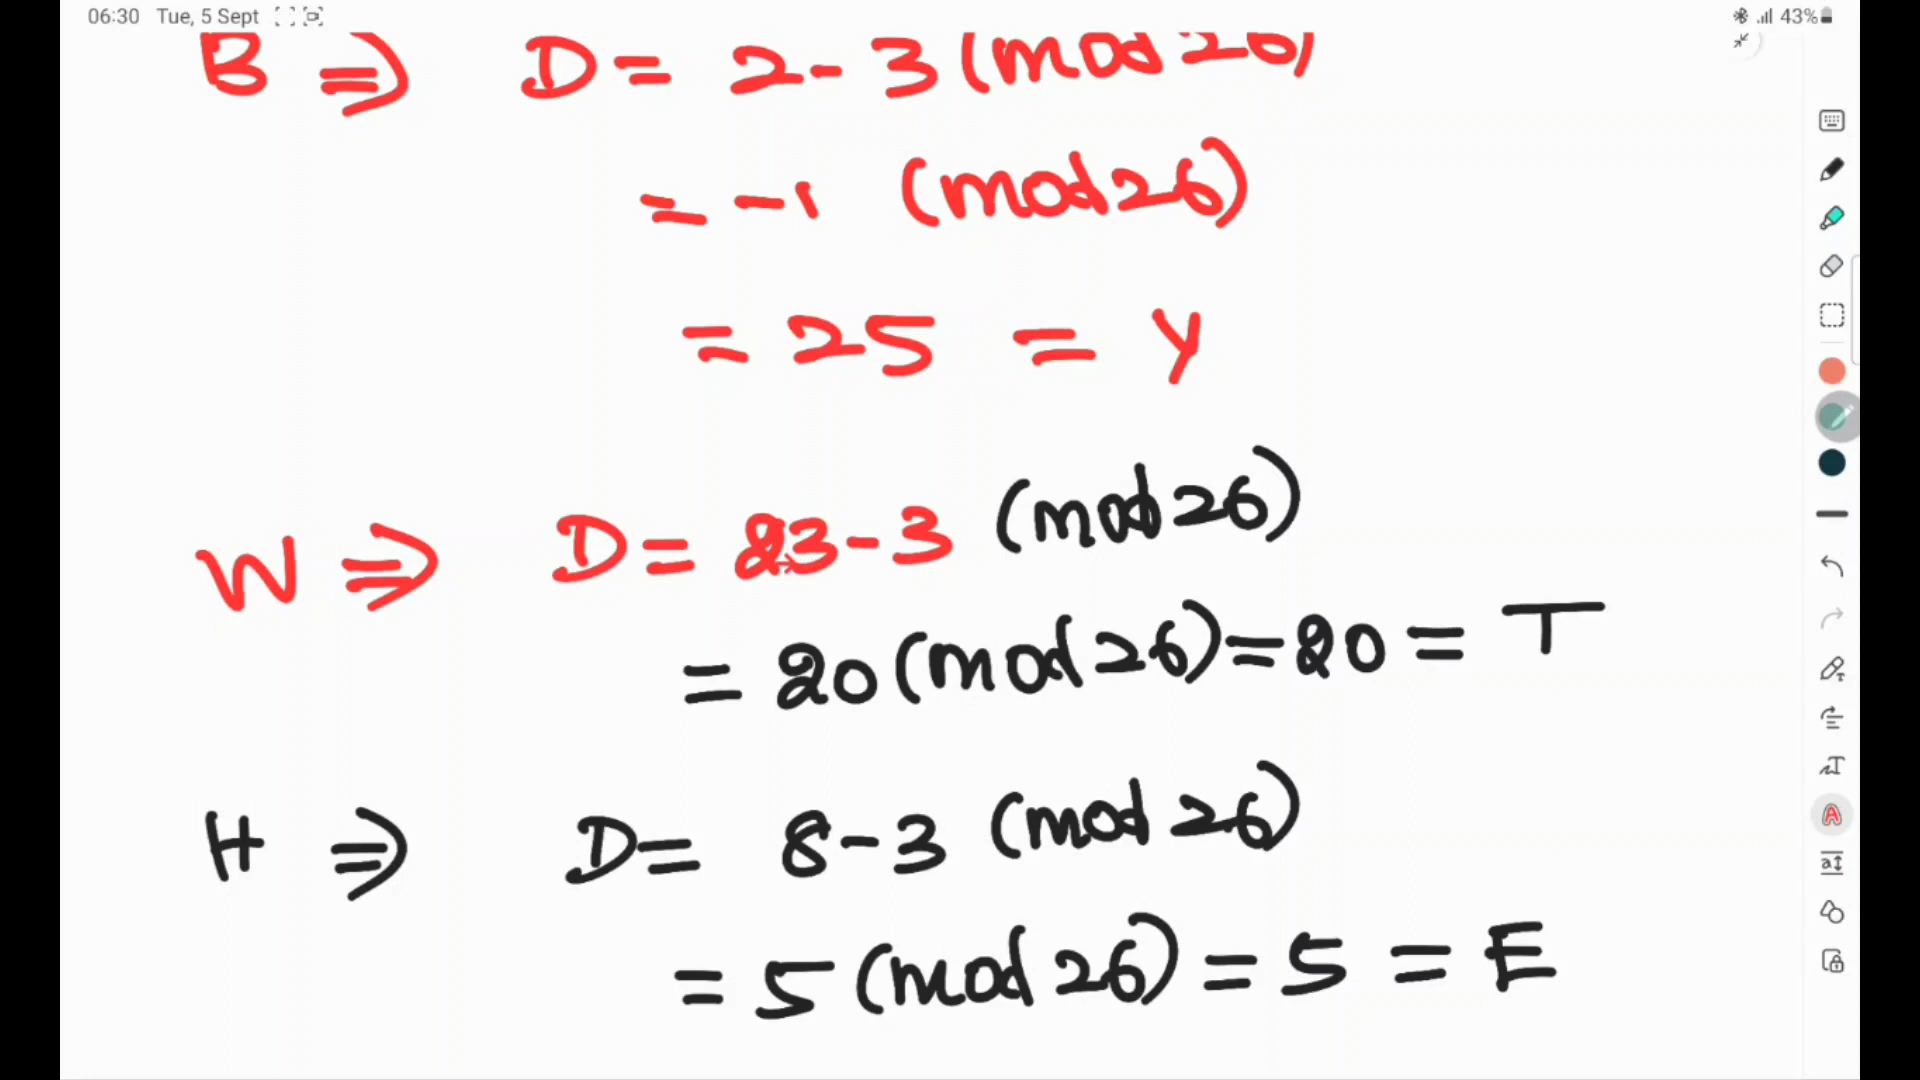 06:30 Tue, 5 Sept 43%
B ⇒ D = 2 - 3 (mod 26)
= -1 (mod 26)
= 25 = Y
W ⇒ D = 23 - 3 (mod 26)
= 20 (mod 26) = 20 = T
H ⇒ D = 8 - 3 (mod 26)
= 5 (mod 26) = 5 = E